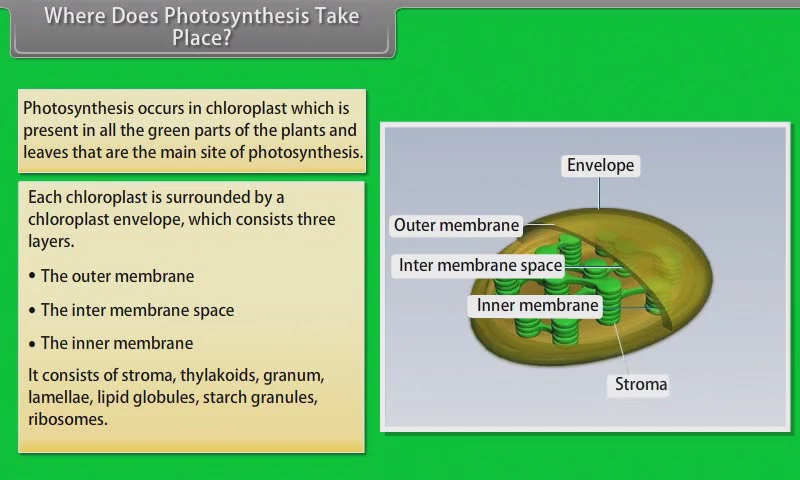 Where Does Photosynthesis Take
Place?
Photosynthesis occurs in chloroplast which is
present in all the green parts of the plants and
leaves that are the main site of photosynthesis.
Each chloroplast is surrounded by a
chloroplast envelope, which consists three
layers.
• The outer membrane
• The inter membrane space
• The inner membrane
It consists of stroma, thylakoids, granum,
lamellae, lipid globules, starch granules,
ribosomes.
Envelope
Outer membrane
Inter membrane space
Inner membrane
Stroma